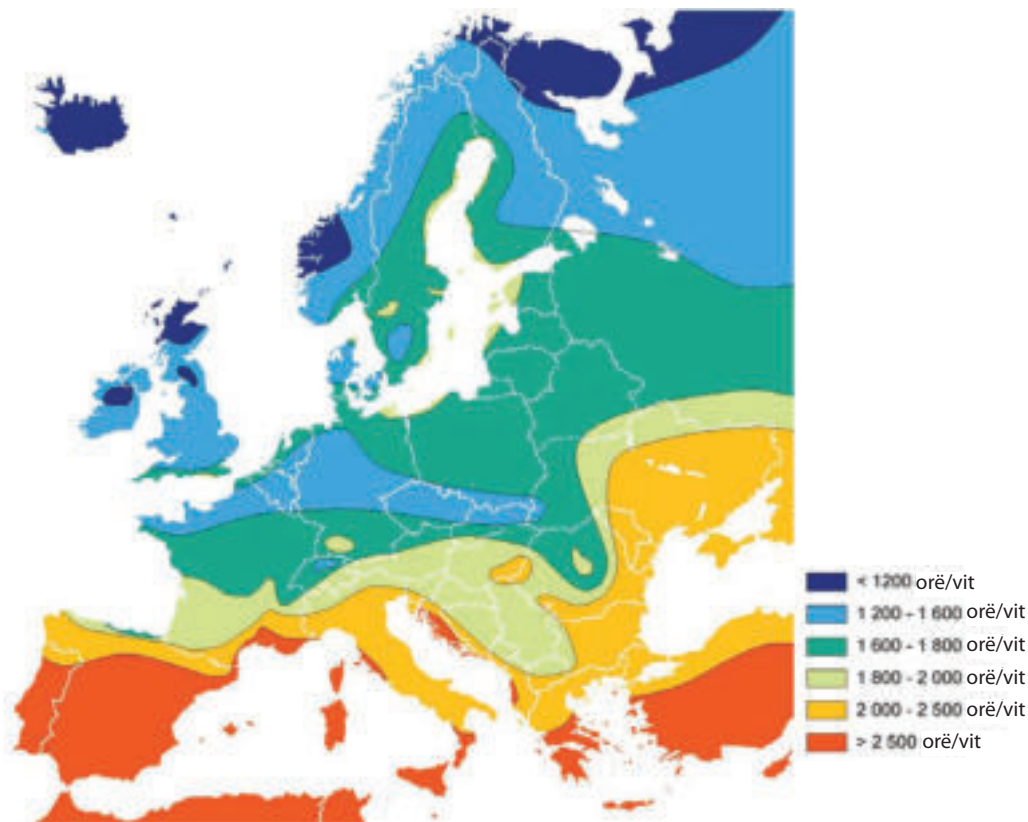 < 1200 orë/vit
1 200 - 1 600 orë/vit
1 600 - 1 800 orë/vit
1 800 - 2 000 orë/vit
2 000 - 2 500 orë/vit
> 2 500 orë/vit